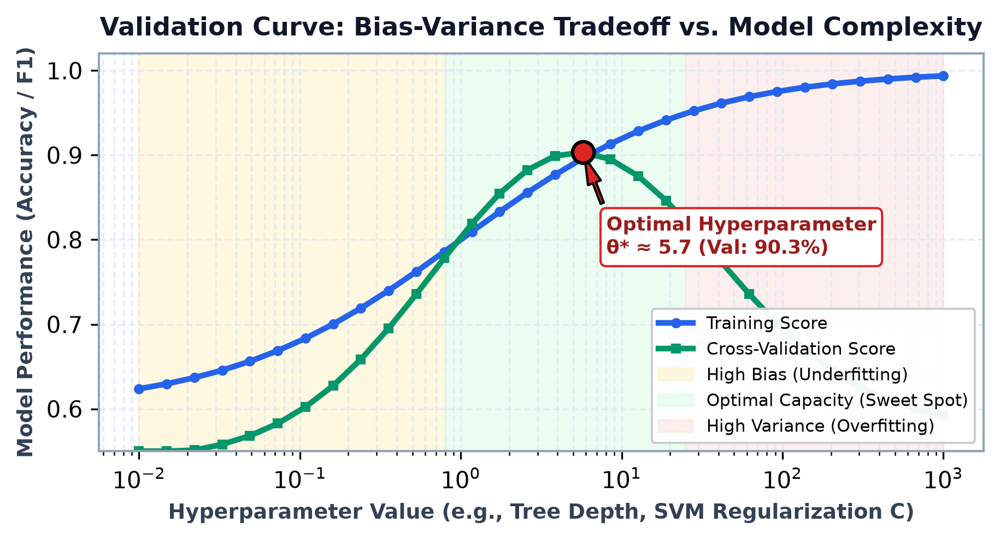 Validation Curve: Bias-Variance Tradeoff vs. Model Complexity
Model Performance (Accuracy / F1)
1.0
0.9
0.8
0.7
0.6
Optimal Hyperparameter
θ* ≈ 5.7 (Val: 90.3%)
Training Score
Cross-Validation Score
High Bias (Underfitting)
Optimal Capacity (Sweet Spot)
High Variance (Overfitting)
10⁻² 10⁻¹ 10⁰ 10¹ 10² 10³
Hyperparameter Value (e.g., Tree Depth, SVM Regularization C)